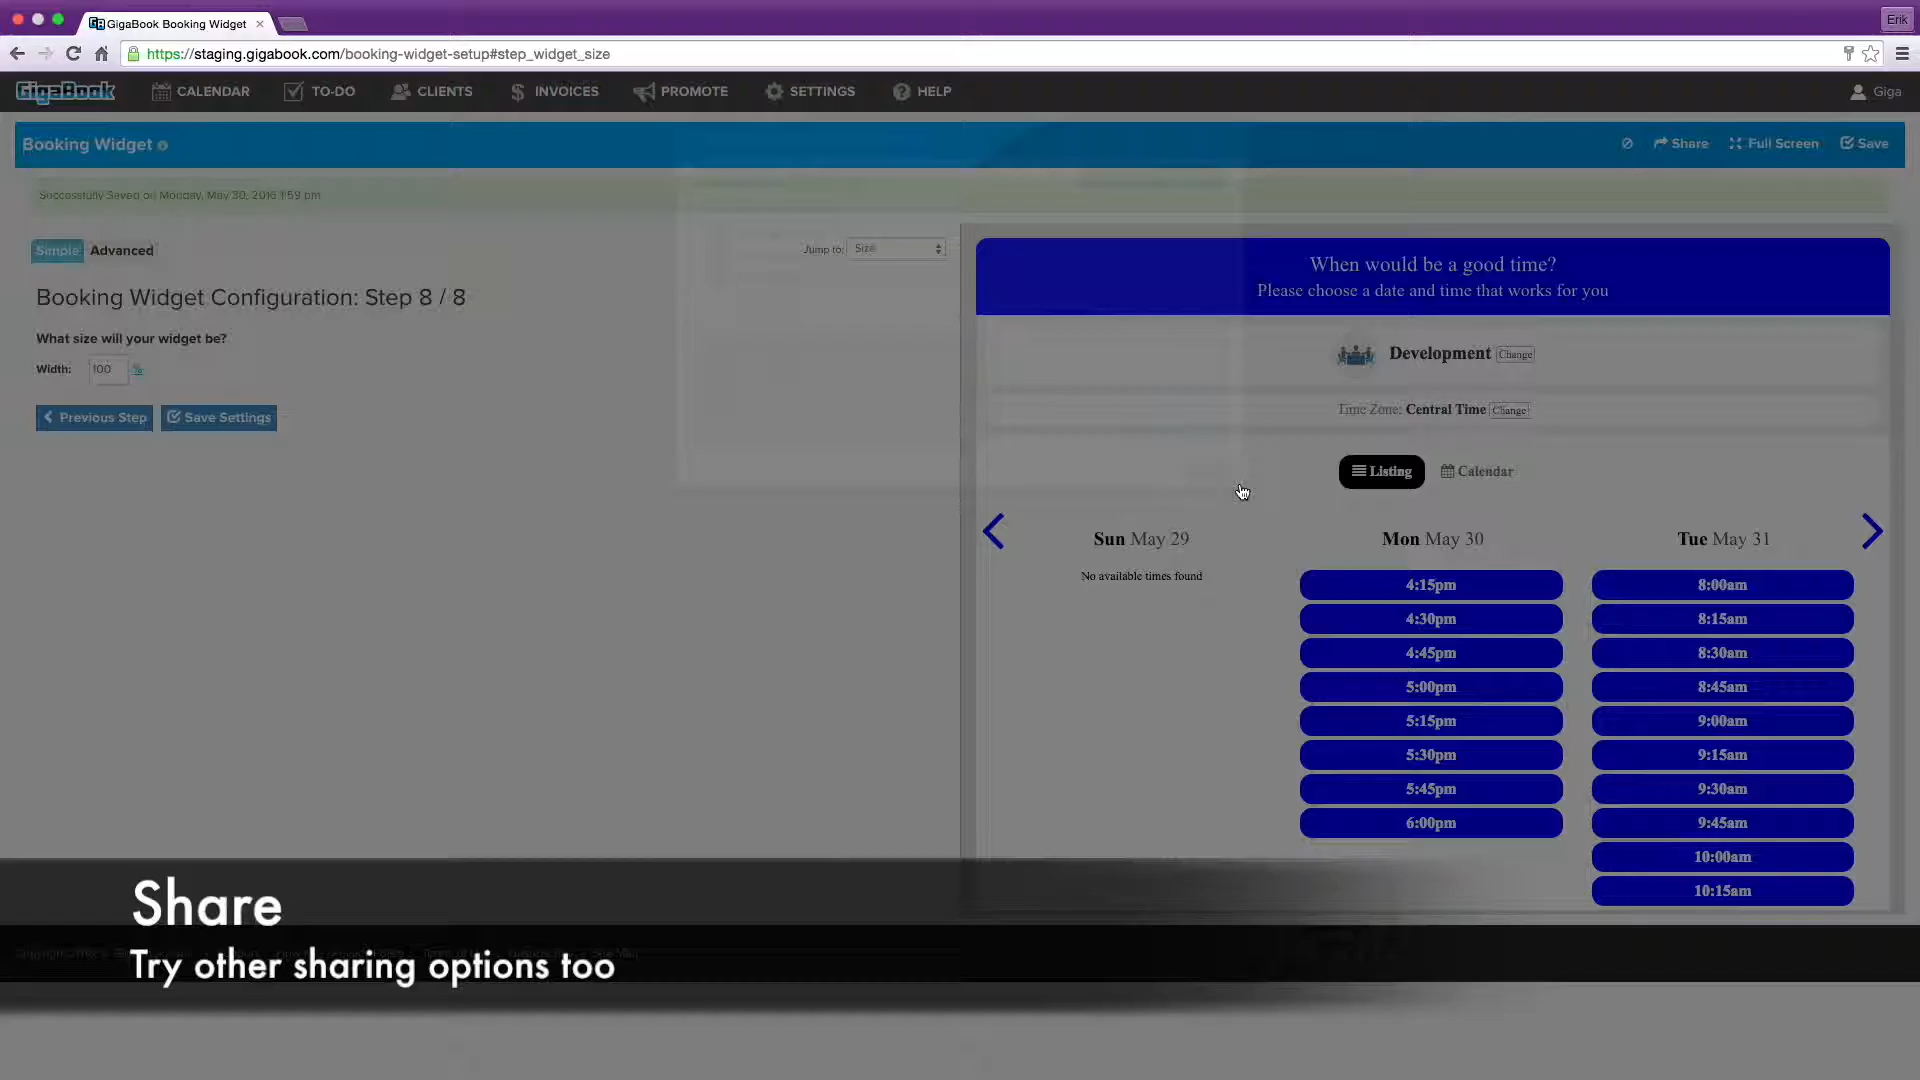 GigaBook Booking Widget
Erik
https://staging.gigabook.com/booking-widget-setup#step_widget_size
GigaBook CALENDAR TO-DO CLIENTS INVOICES PROMOTE SETTINGS HELP Giga
Booking Widget Share Full Screen Save
Successfully Saved on Monday, May 30, 2016 1:59 pm
Simple Advanced Jump to: Size
Booking Widget Configuration: Step 8 / 8
What size will your widget be?
Width: 100 %
Previous Step Save Settings
When would be a good time?
Please choose a date and time that works for you
Development Change
Time Zone: Central Time Change
Listing Calendar
Sun May 29
No available times found
Mon May 30
4:15pm
4:30pm
4:45pm
5:00pm
5:15pm
5:30pm
5:45pm
6:00pm
Tue May 31
8:00am
8:15am
8:30am
8:45am
9:00am
9:15am
9:30am
9:45am
10:00am
10:15am
Share
Try other sharing options too